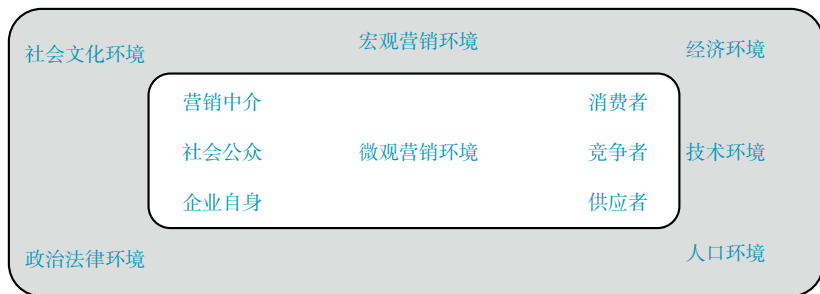 社会文化环境
宏观营销环境
经济环境
营销中介
消费者
社会公众
微观营销环境
竞争者
技术环境
企业自身
供应者
政治法律环境
人口环境